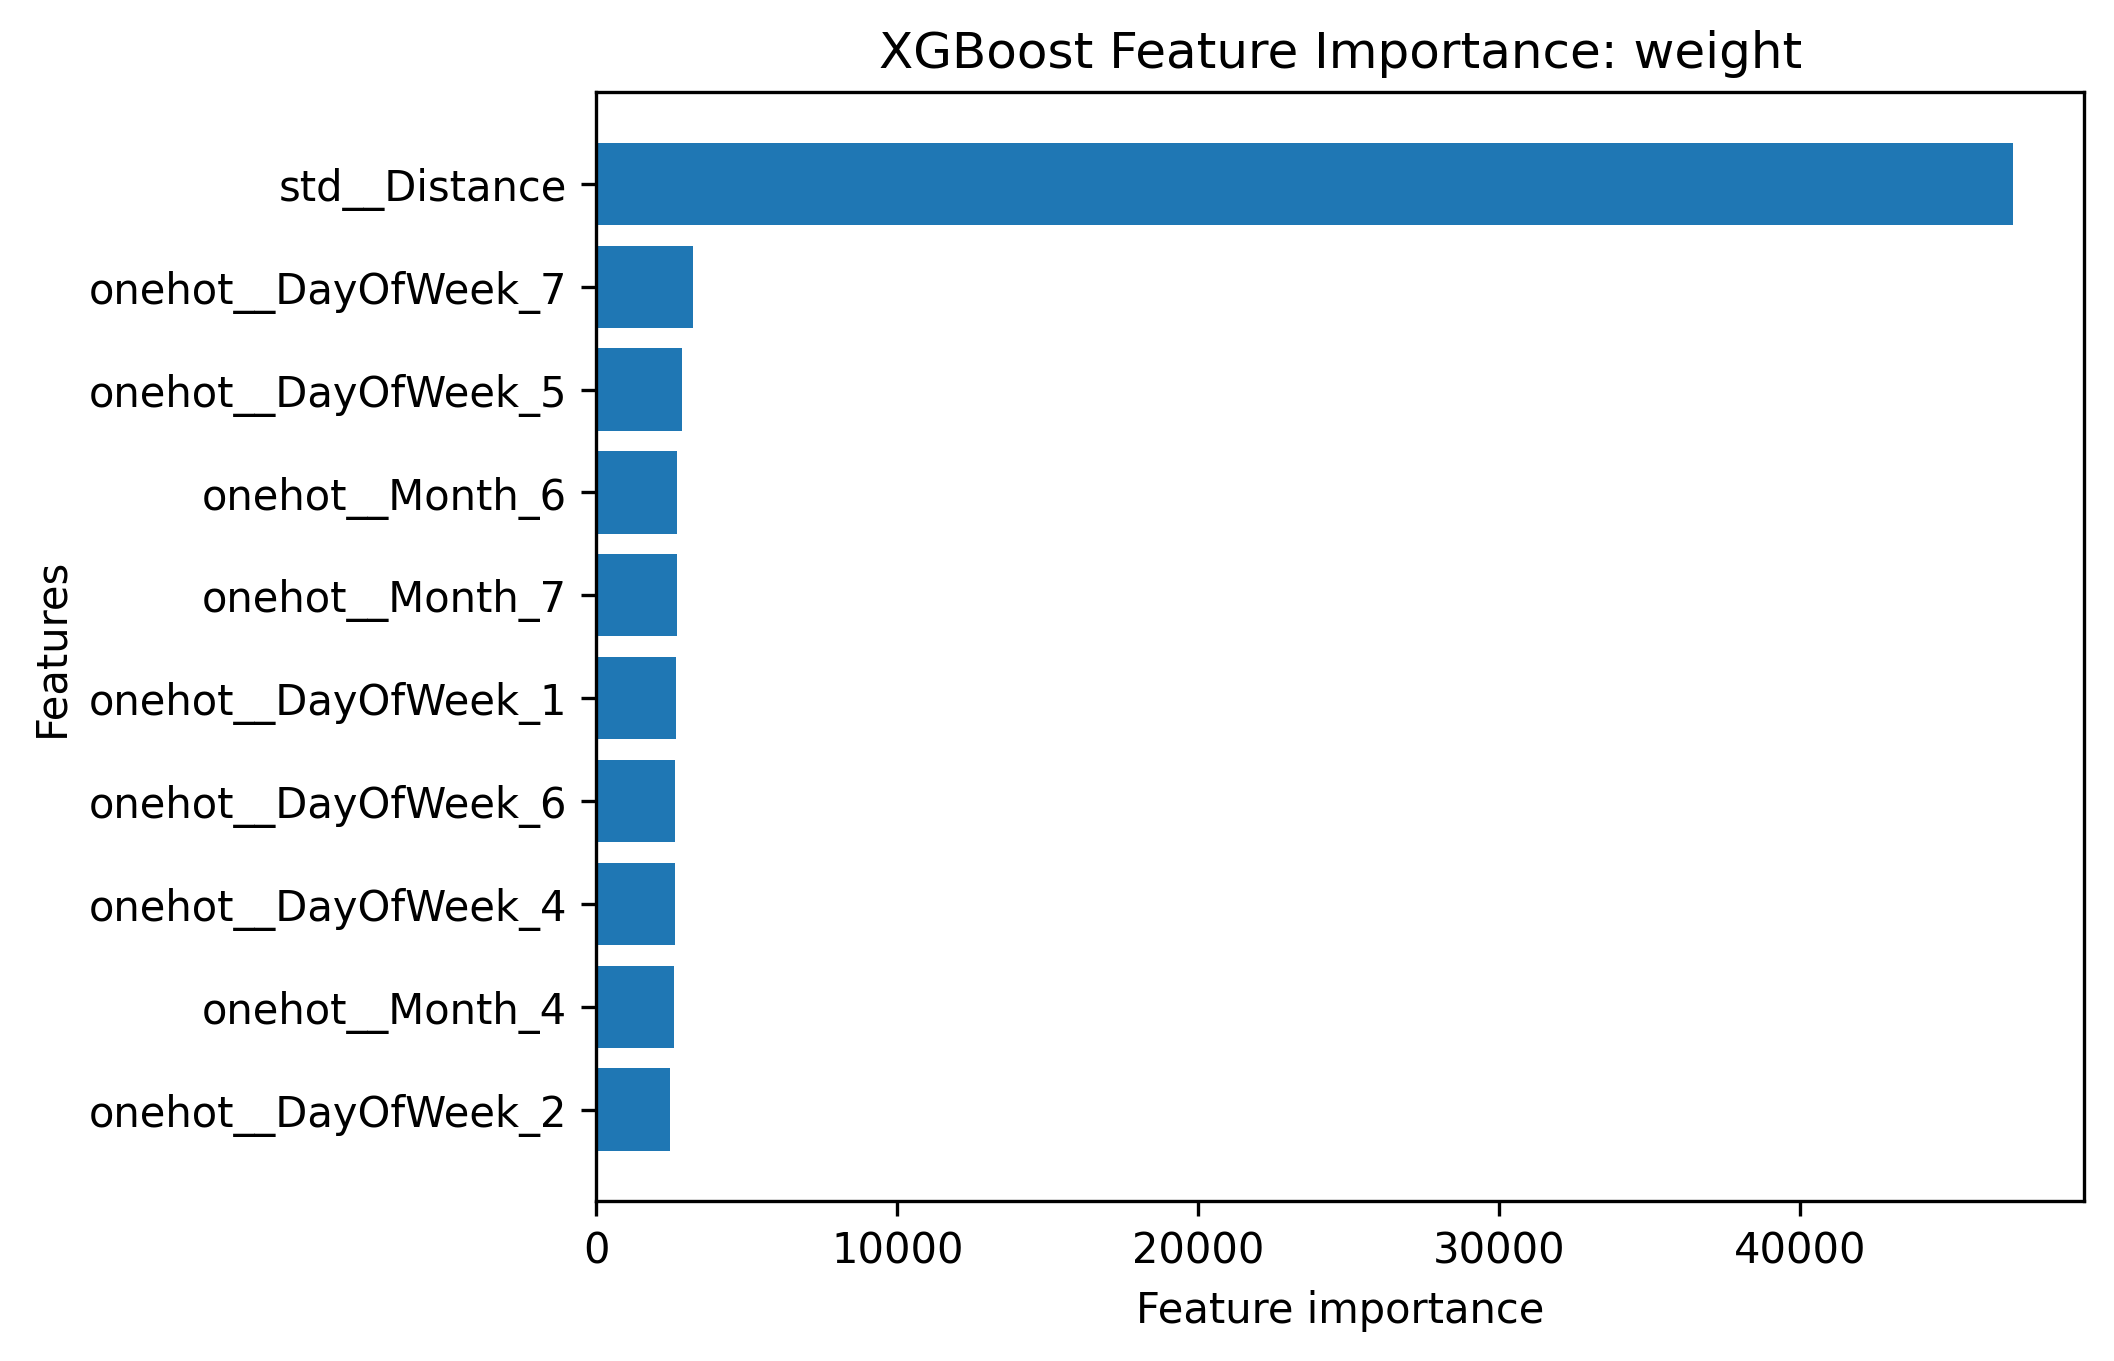 XGBoost Feature Importance: weight
Features
std__Distance
onehot__DayOfWeek_7
onehot__DayOfWeek_5
onehot__Month_6
onehot__Month_7
onehot__DayOfWeek_1
onehot__DayOfWeek_6
onehot__DayOfWeek_4
onehot__Month_4
onehot__DayOfWeek_2
0 10000 20000 30000 40000
Feature importance